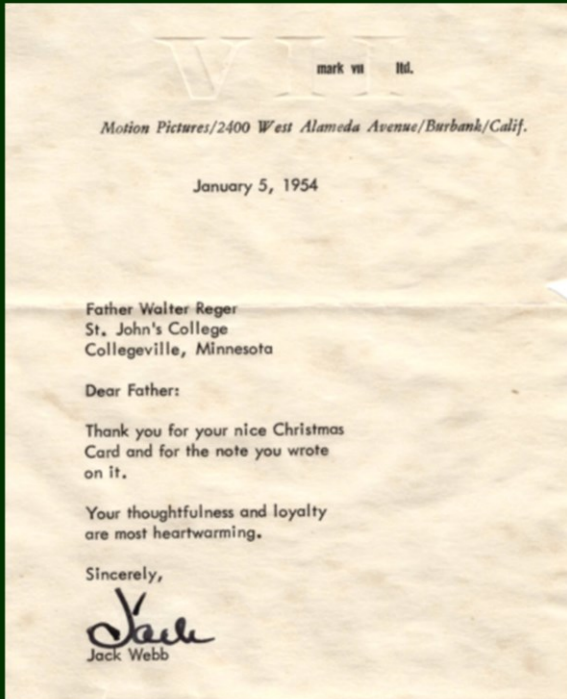 VII
mark vii ltd.
Motion Pictures/2400 West Alameda Avenue/Burbank/Calif.
January 5, 1954
Father Walter Reger
St. John's College
Collegeville, Minnesota
Dear Father:
Thank you for your nice Christmas
Card and for the note you wrote
on it.
Your thoughtfulness and loyalty
are most heartwarming.
Sincerely,
Jack
Jack Webb